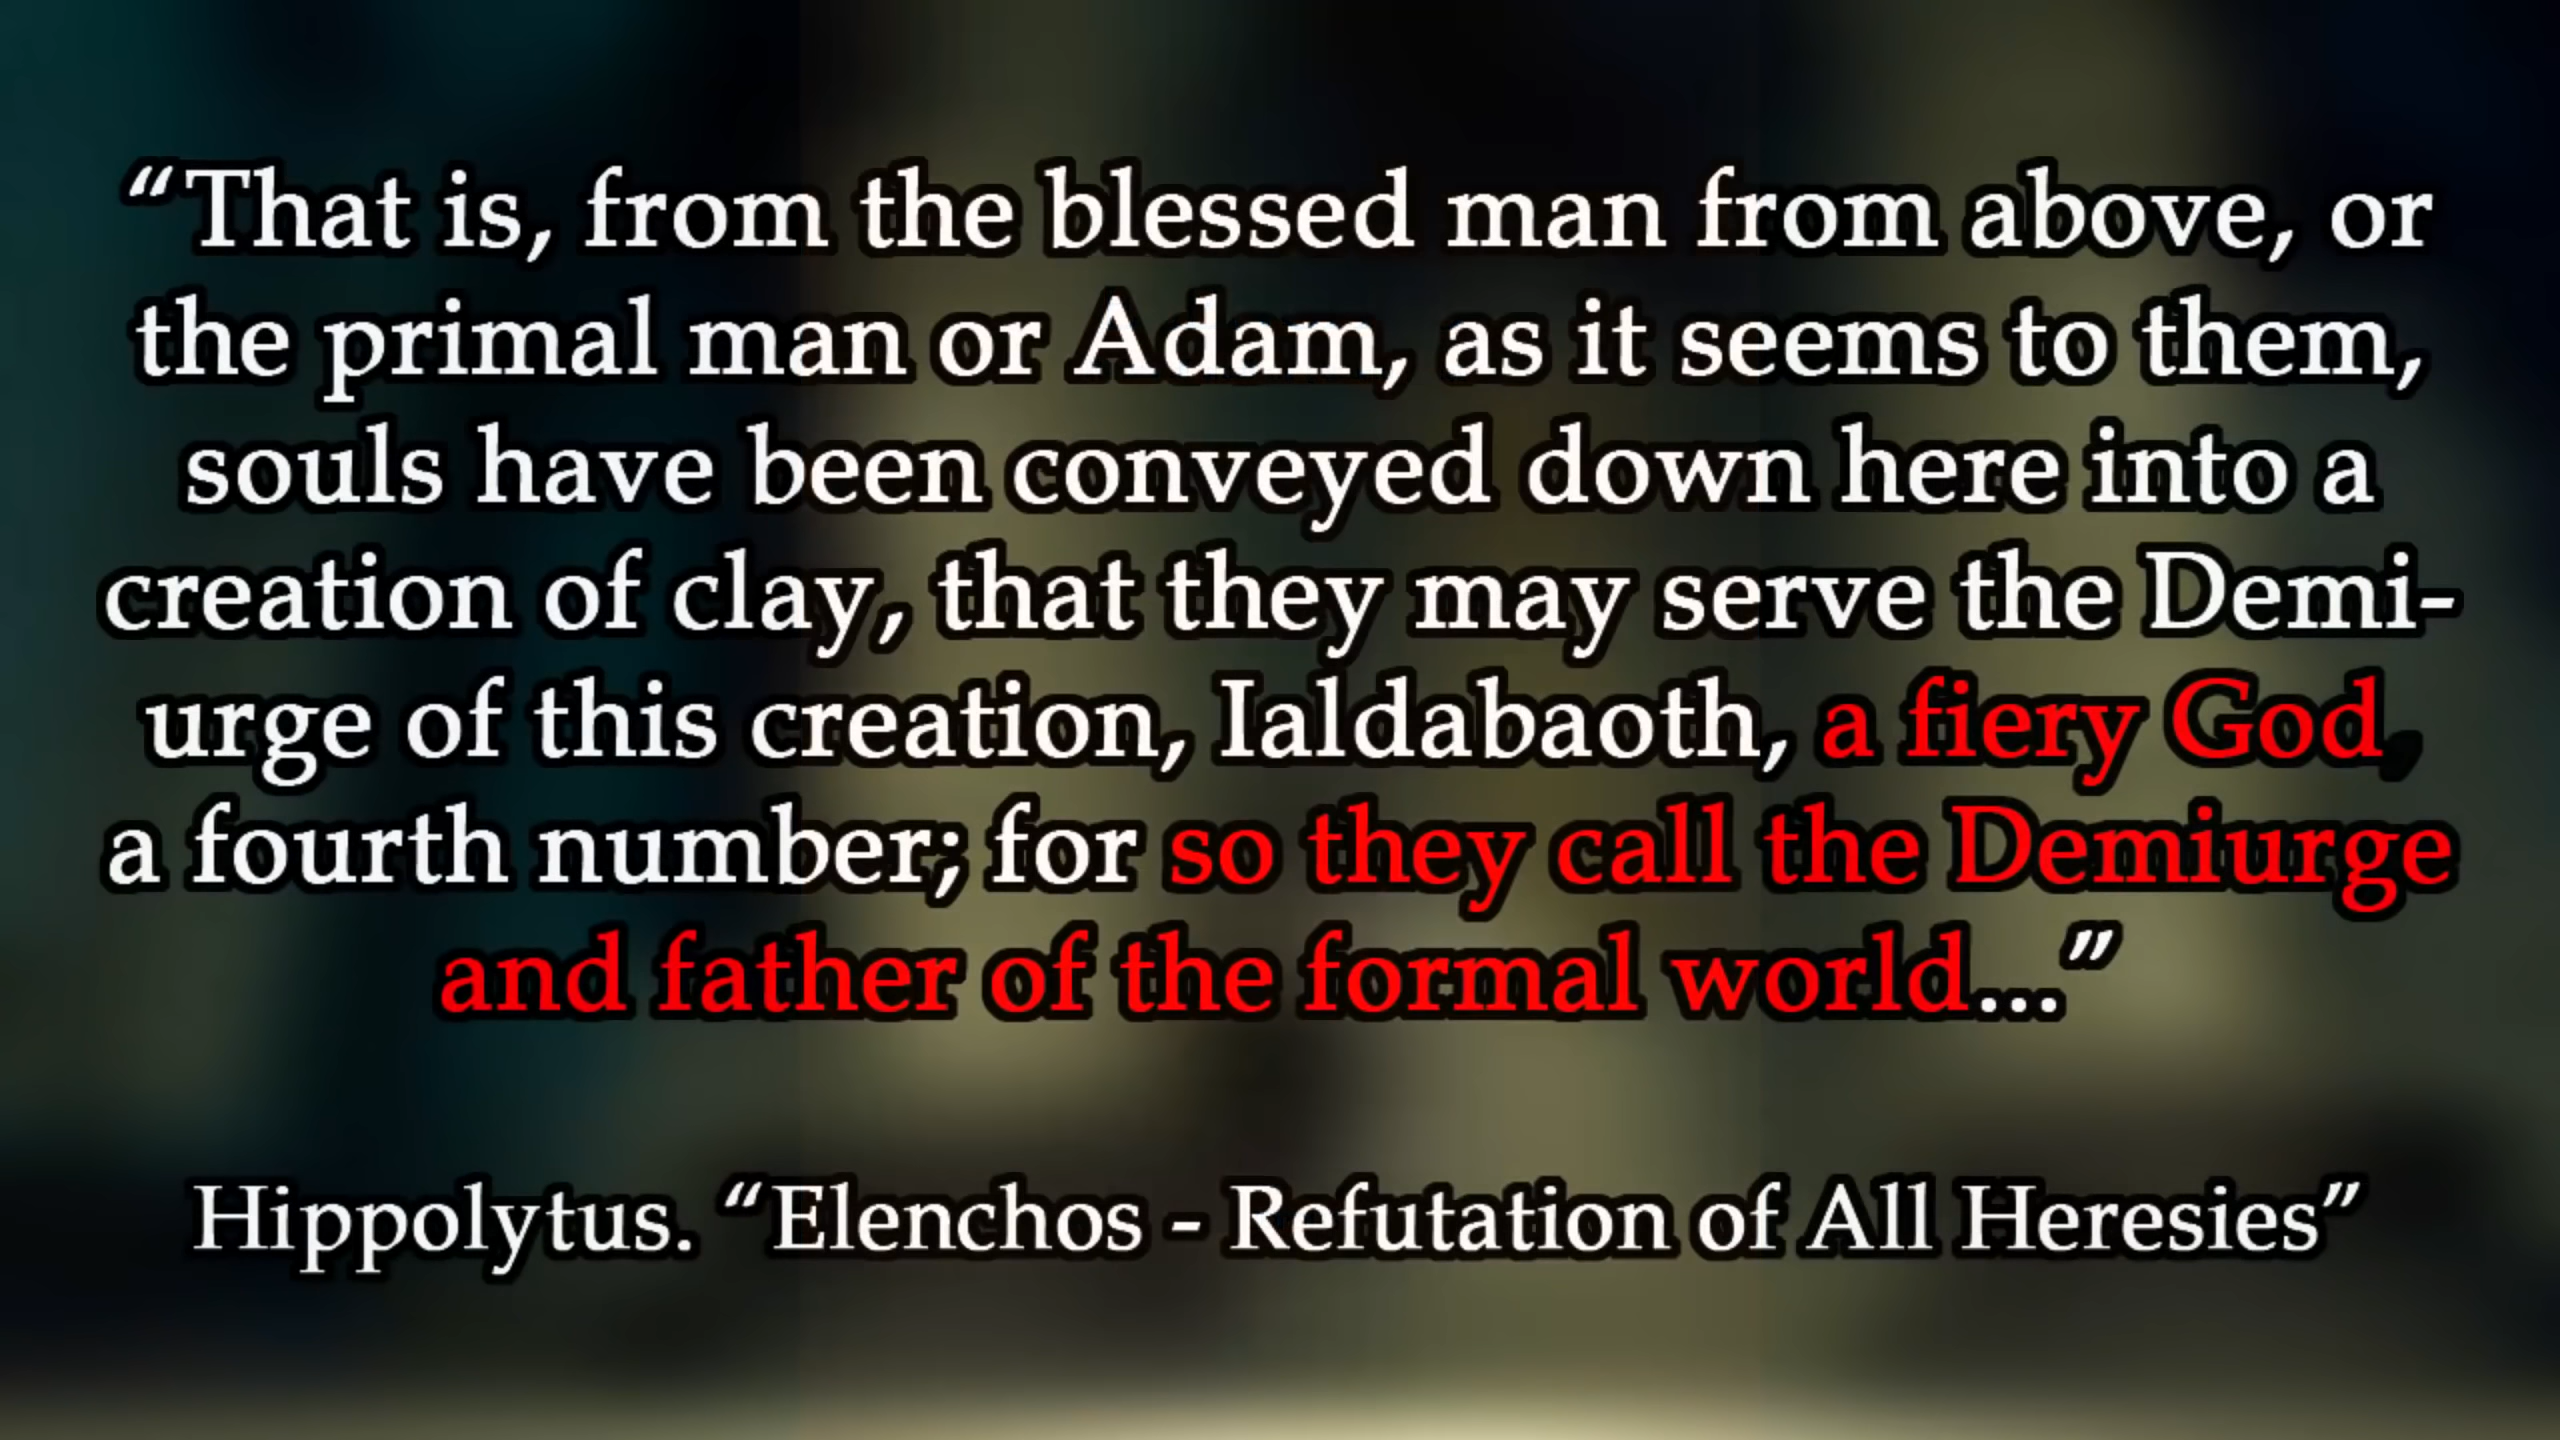 “That is, from the blessed man from above, or
the primal man or Adam, as it seems to them,
souls have been conveyed down here into a
creation of clay, that they may serve the Demi-
urge of this creation, Ialdabaoth, a fiery God,
a fourth number; for so they call the Demiurge
and father of the formal world...”
Hippolytus. “Elenchos - Refutation of All Heresies”